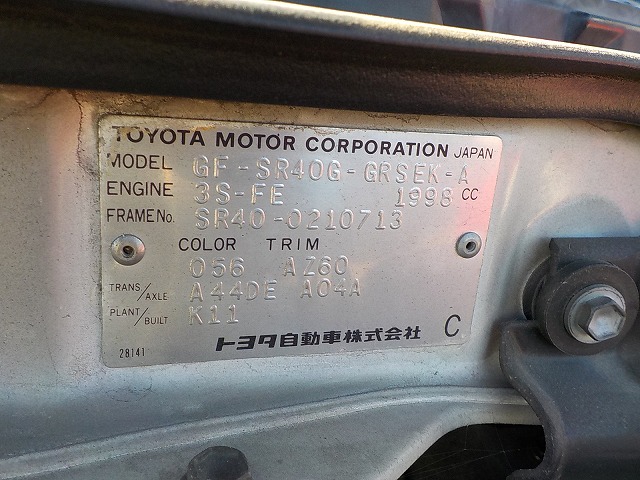 TOYOTA MOTOR CORPORATION JAPAN
MODEL GF-SR40G-GRSEK-A
ENGINE 3S-FE 1998 CC
FRAME No. SR40-0210713
COLOR TRIM
056 AZ60
TRANS/AXLE A44DE A04A
PLANT/BUILT K11
トヨタ自動車株式会社 C
28141